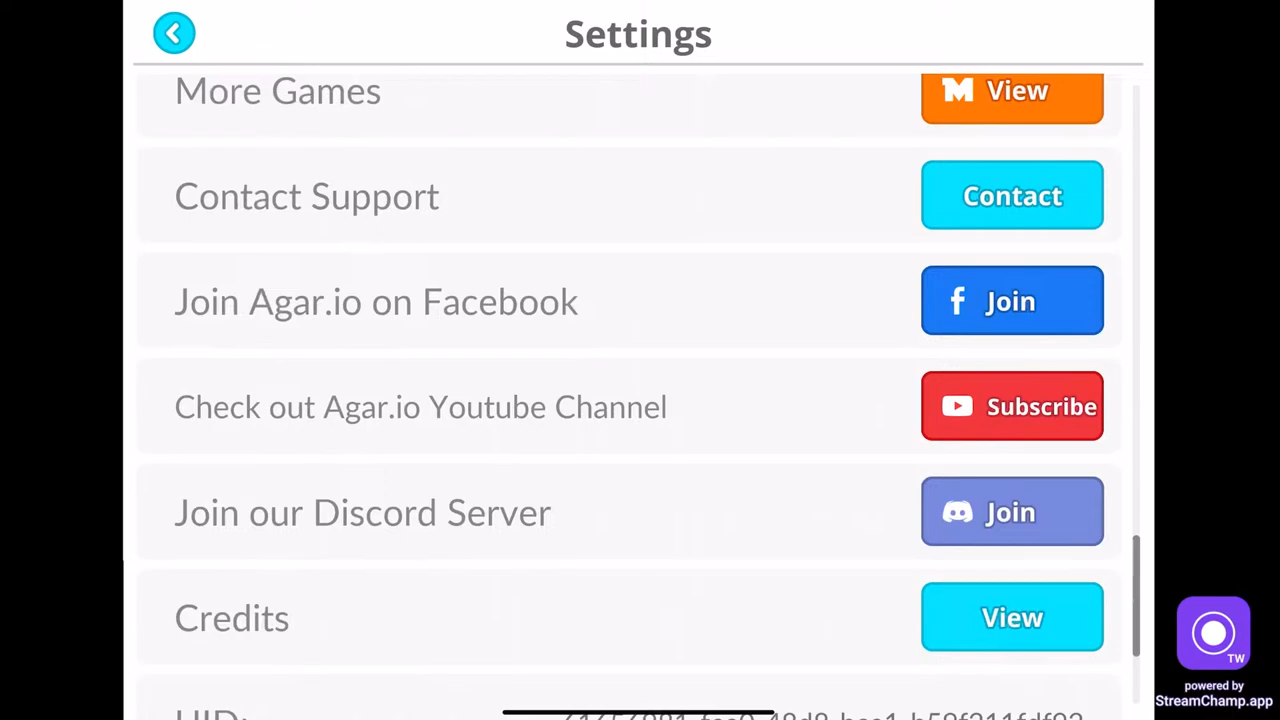 Settings
More Games
View
Contact Support
Contact
Join Agar.io on Facebook
Join
Check out Agar.io Youtube Channel
Subscribe
Join our Discord Server
Join
Credits
View
UID:
TW
powered by
StreamChamp.app